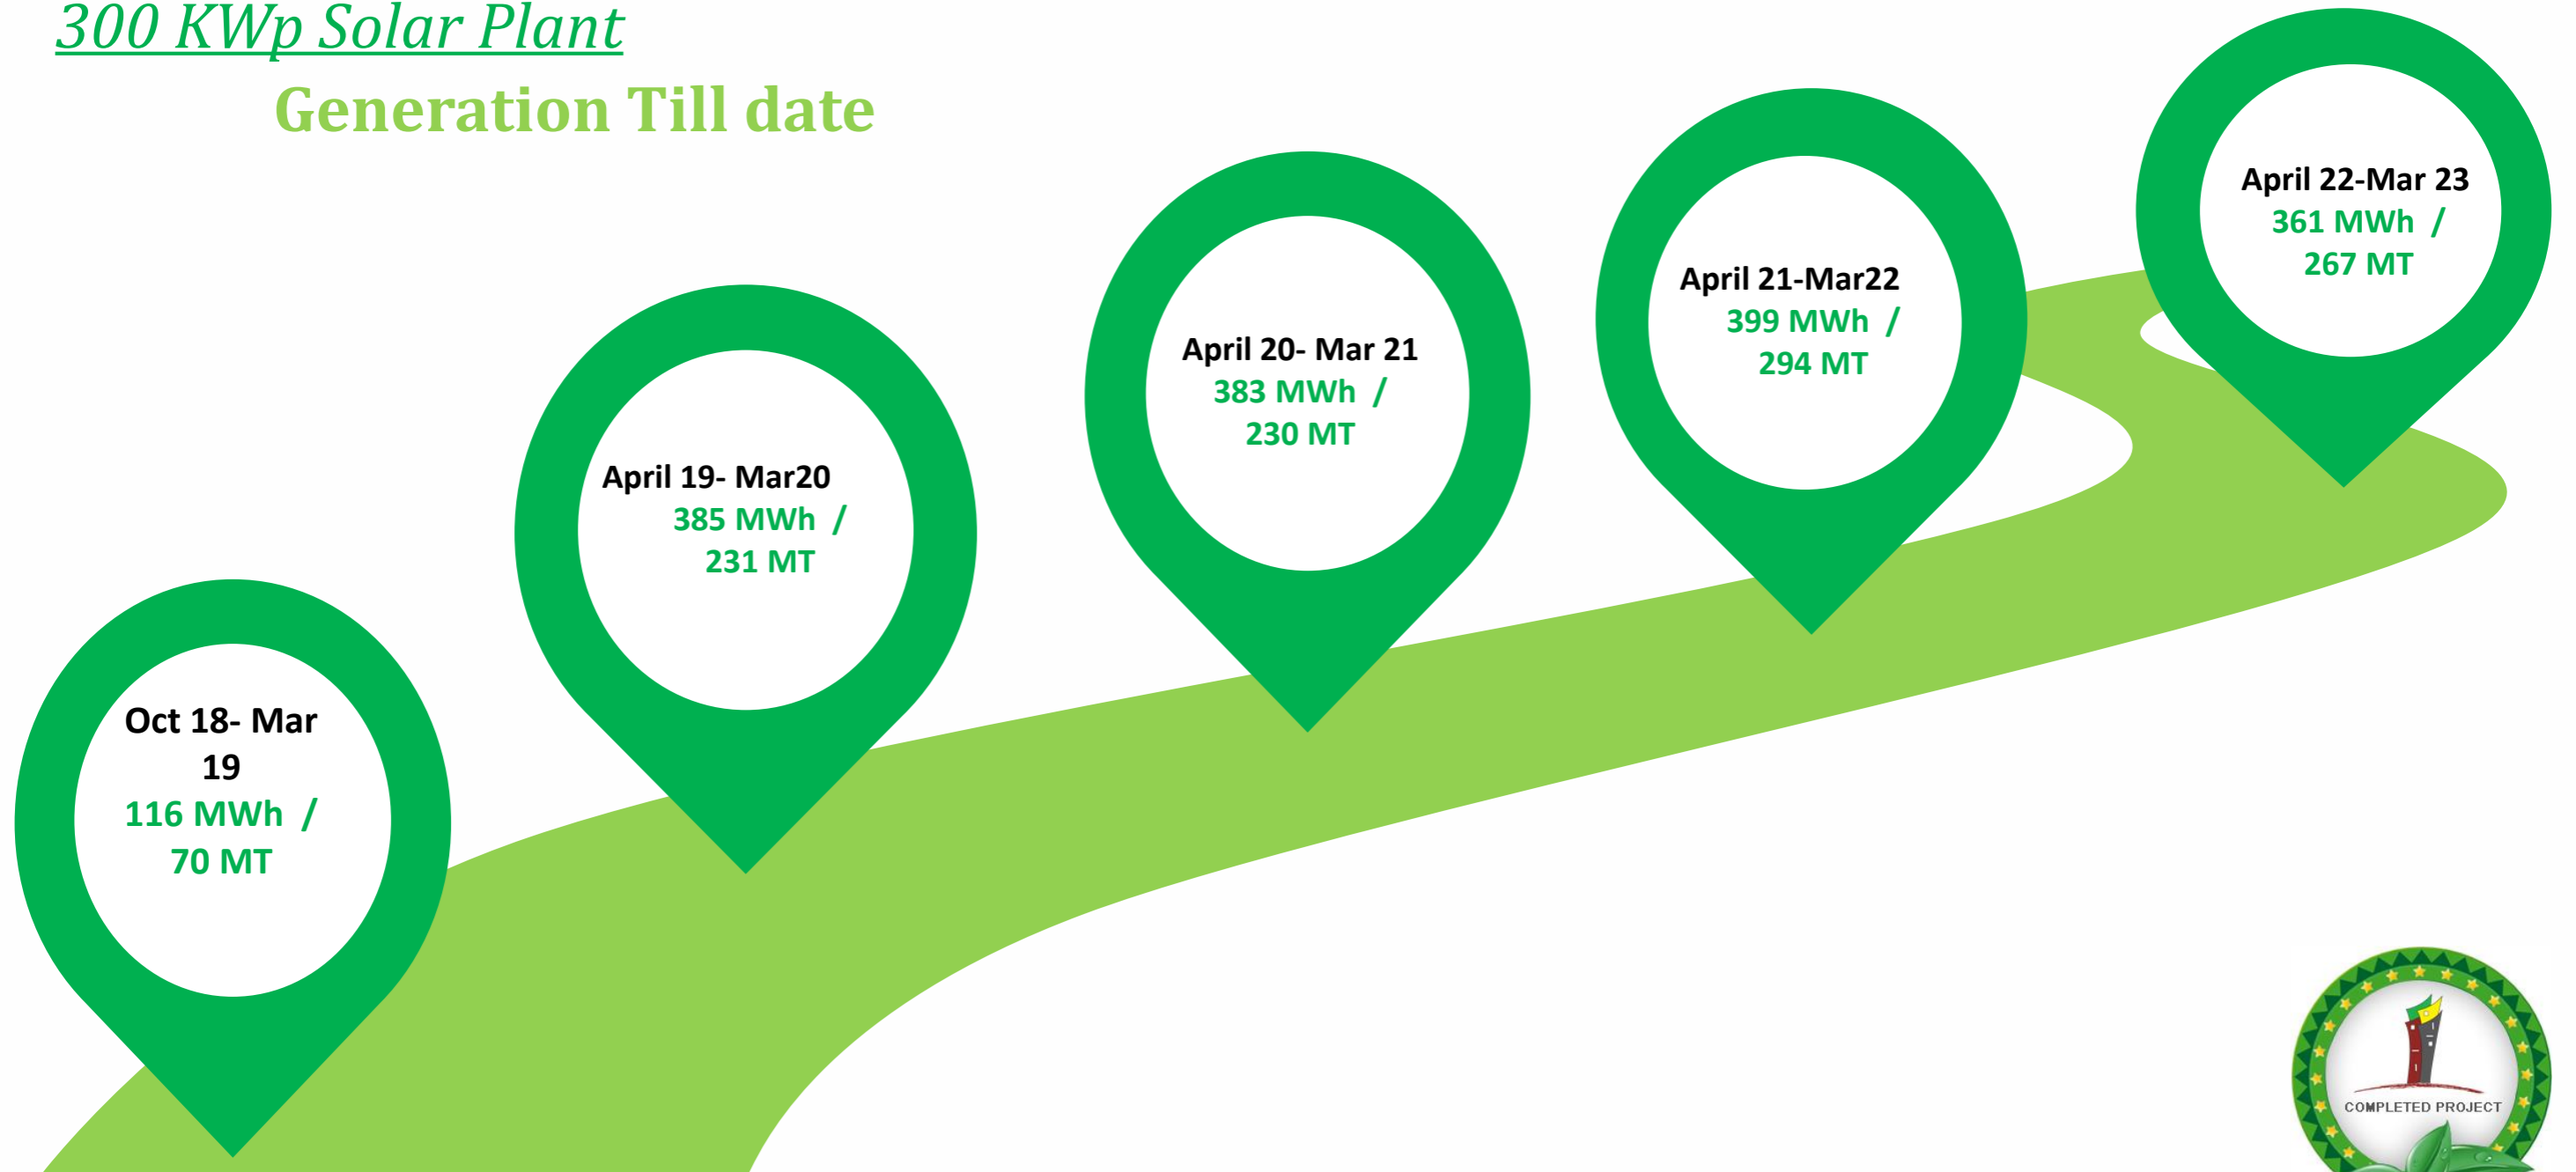 300 KWp Solar Plant
Generation Till date
Oct 18- Mar
19
116 MWh /
70 MT
April 19- Mar20
385 MWh /
231 MT
April 20- Mar 21
383 MWh /
230 MT
April 21-Mar22
399 MWh /
294 MT
April 22-Mar 23
361 MWh /
267 MT
COMPLETED PROJECT